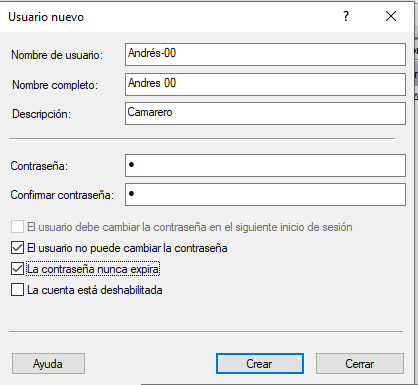 Usuario nuevo
Nombre de usuario: Andrés-00
Nombre completo: Andres 00
Descripción: Camarero
Contraseña: ●
Confirmar contraseña: ●
El usuario debe cambiar la contraseña en el siguiente inicio de sesión
El usuario no puede cambiar la contraseña
La contraseña nunca expira
La cuenta está deshabilitada
Ayuda Crear Cerrar